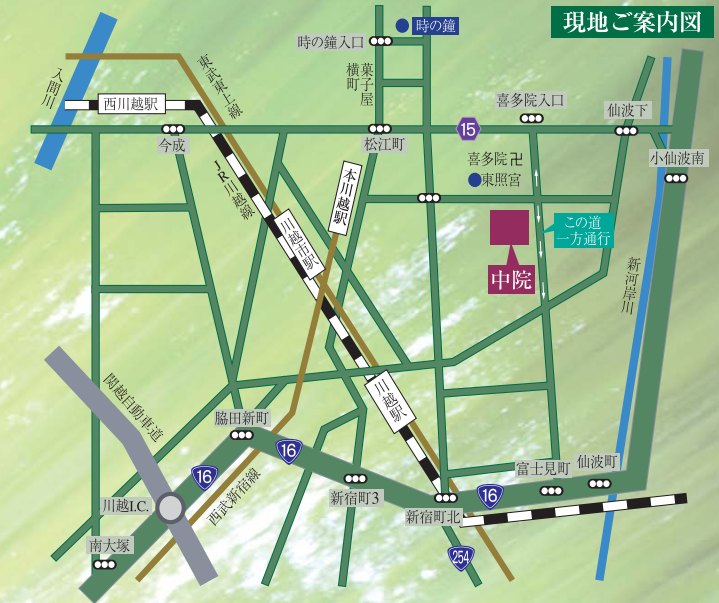 現地ご案内図
時の鐘
時の鐘入口
菓子屋
横町
東武東上線
入間川
西川越駅
喜多院入口
仙波下
15
今成
松江町
喜多院卍
東照宮
小仙波南
JR川越線
本川越駅
川越市駅
この道
一方通行
中院
新河岸川
関越自動車道
川越駅
脇田新町
16
16
西武新宿線
川越I.C.
新宿町3
新宿町北
16
富士見町
仙波町
南大塚
254